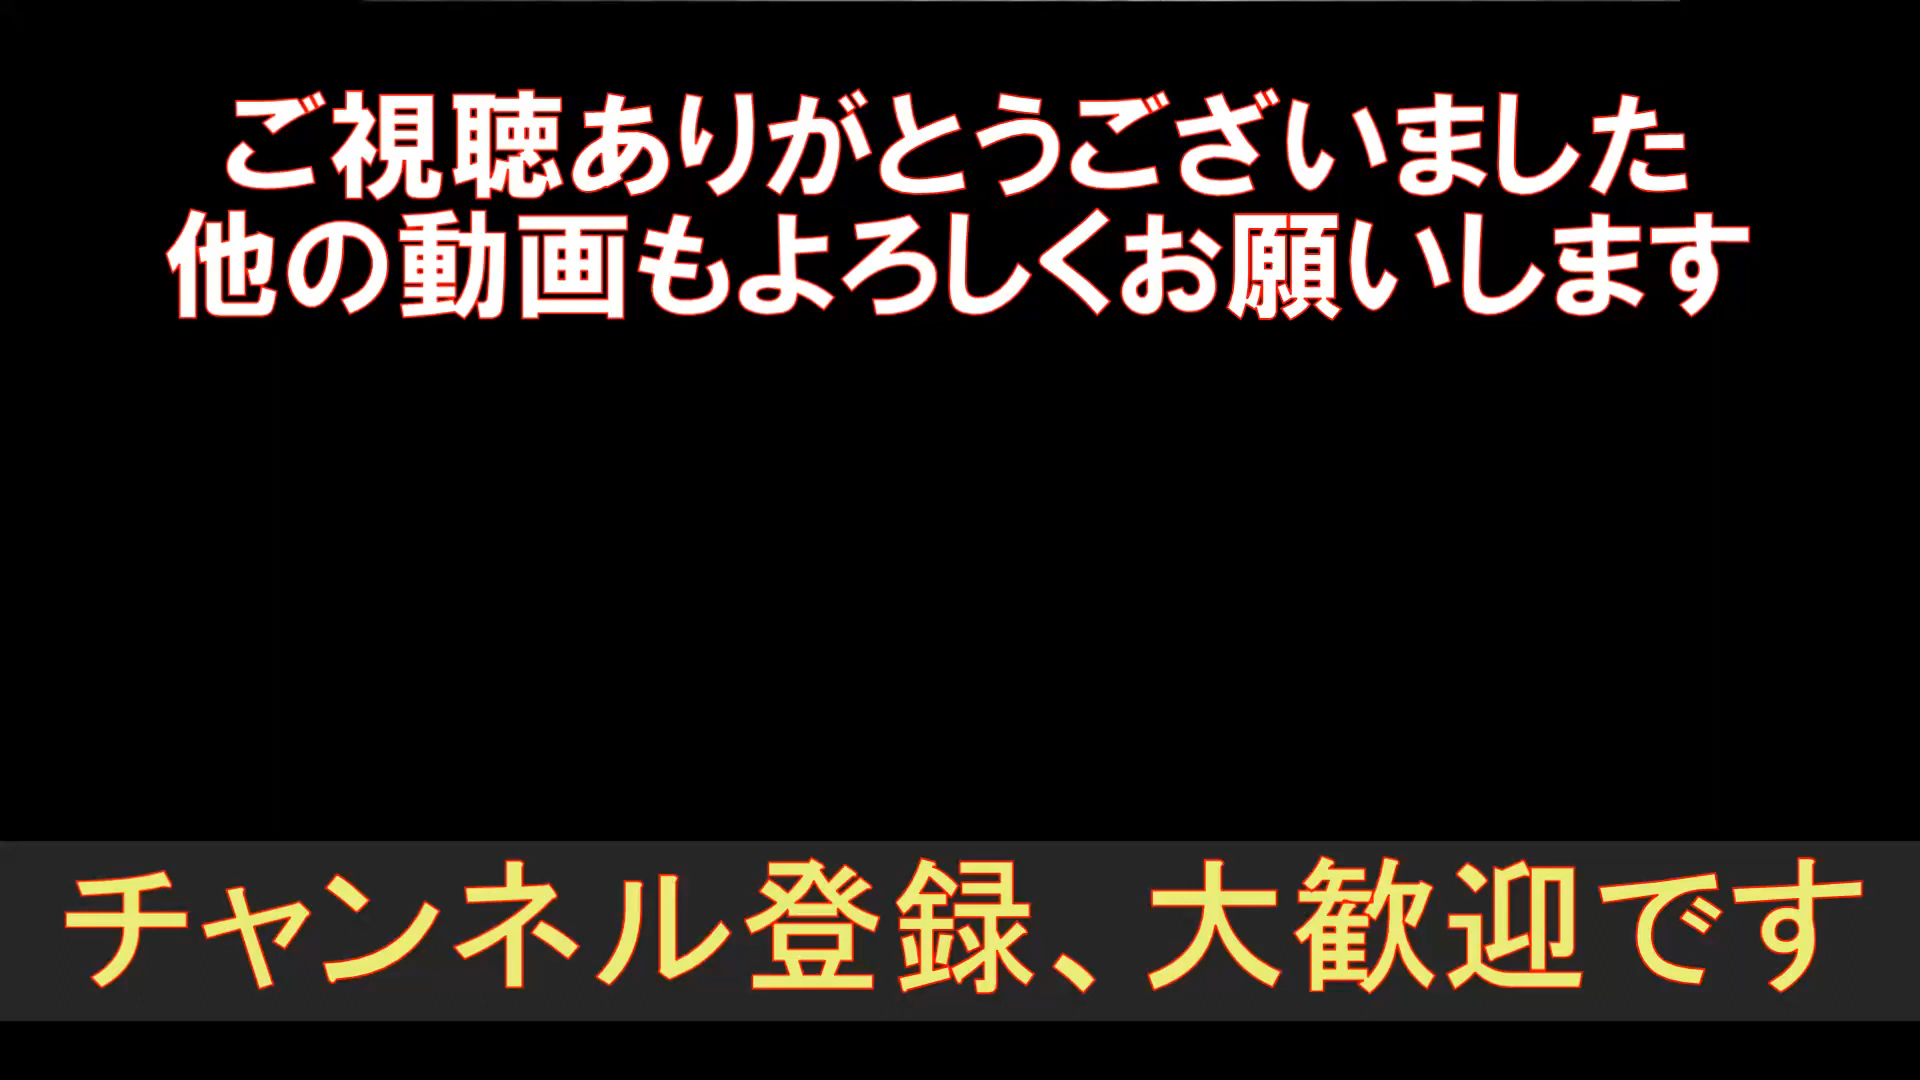 ご視聴ありがとうございました
他の動画もよろしくお願いします
チャンネル登録、大歓迎です